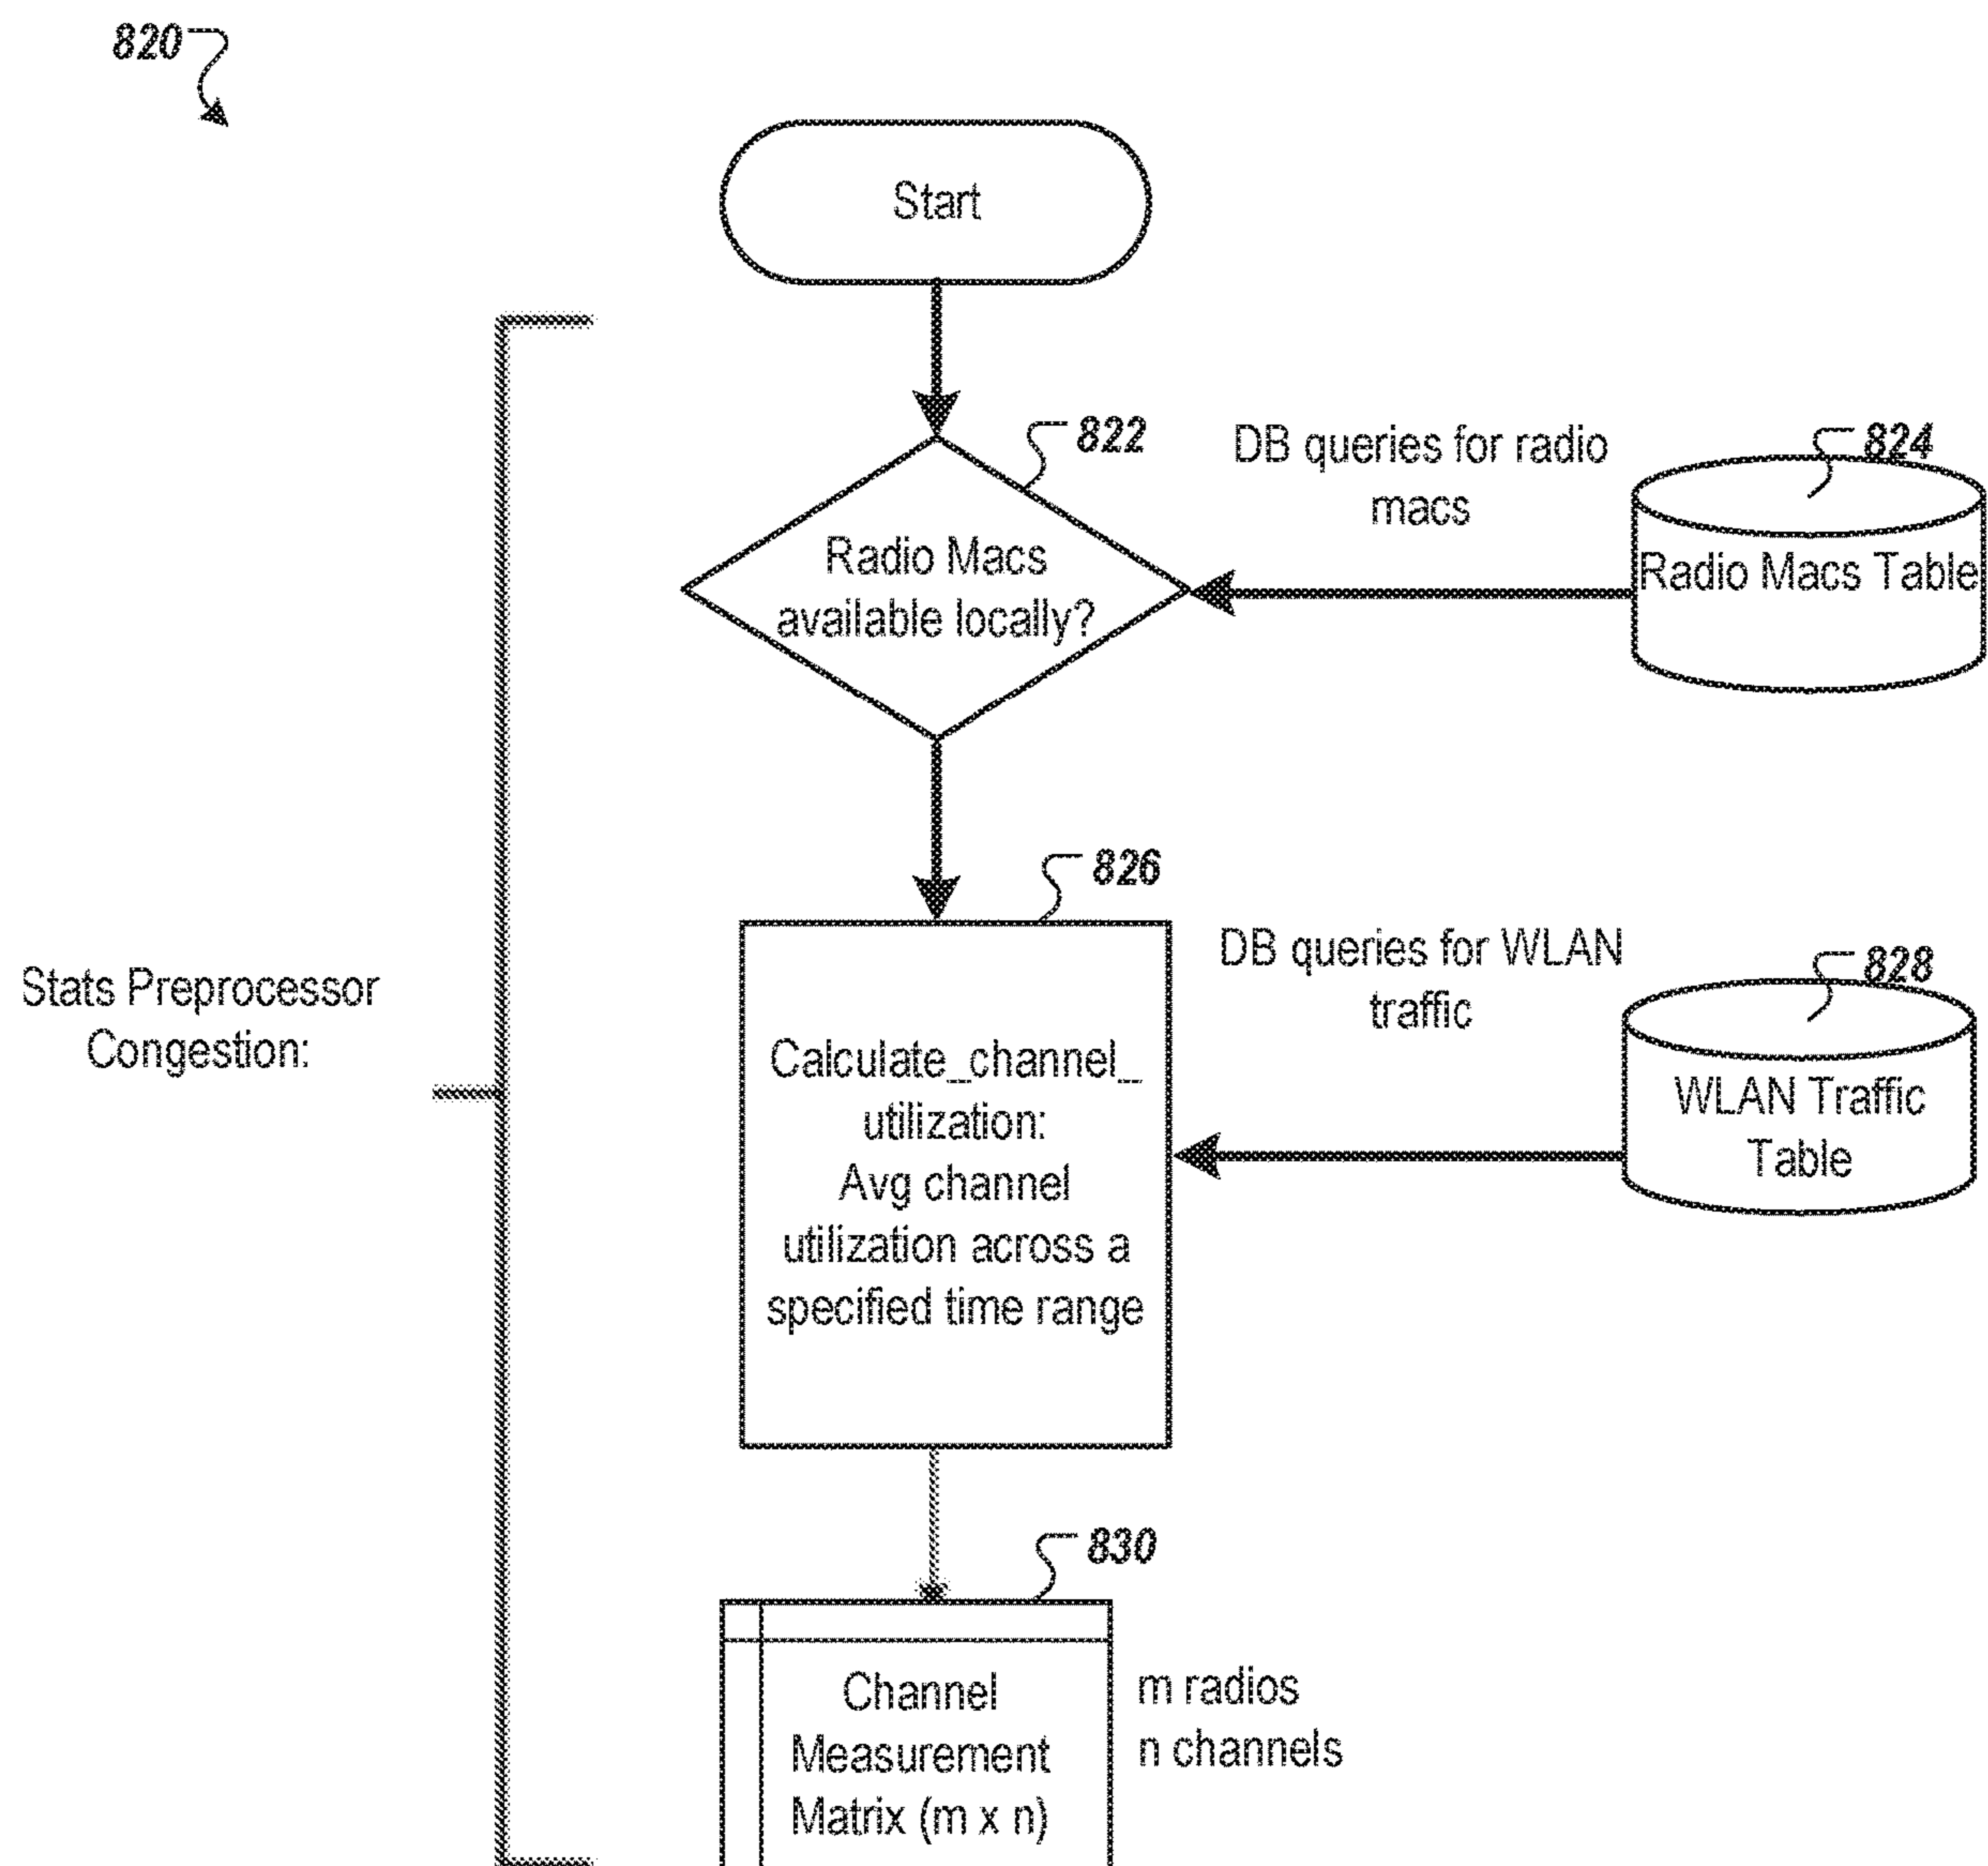 820
Start
822
DB queries for radio
macs
824
Radio Macs
available locally?
Radio Macs Table
826
DB queries for WLAN
traffic
828
Stats Preprocessor
Congestion:
Calculate_channel_
utilization:
Avg channel
utilization across a
specified time range
WLAN Traffic
Table
830
Channel
Measurement
Matrix (m x n)
m radios
n channels